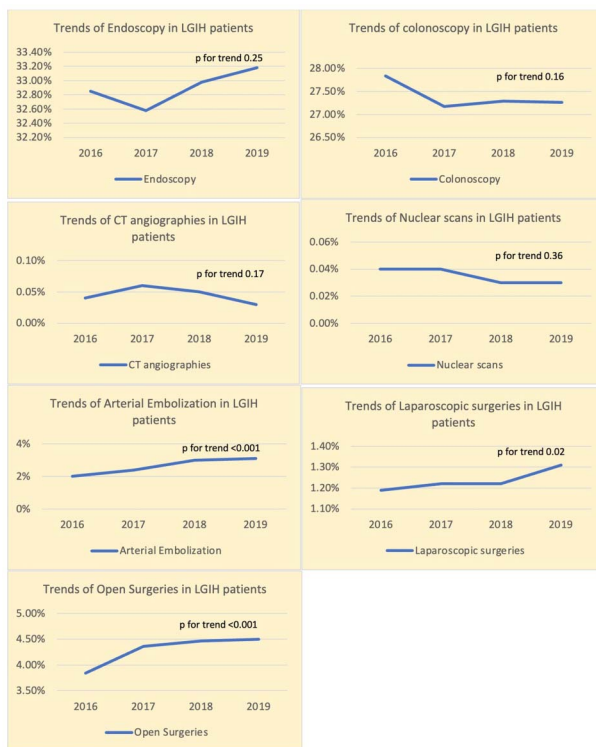 Trends of Endoscopy in LGIH patients
p for trend 0.25
33.40%
33.20%
33.00%
32.80%
32.60%
32.40%
32.20%
2016 2017 2018 2019
Endoscopy
Trends of colonoscopy in LGIH patients
p for trend 0.16
28.00%
27.50%
27.00%
26.50%
2016 2017 2018 2019
Colonoscopy
Trends of CT angiographies in LGIH
patients
p for trend 0.17
0.10%
0.05%
0.00%
2016 2017 2018 2019
CT angiographies
Trends of Nuclear scans in LGIH patients
0.06%
p for trend 0.36
0.04%
0.02%
0.00%
2016 2017 2018 2019
Nuclear scans
Trends of Arterial Embolization in LGIH
patients
4%
p for trend <0.001
2%
0%
2016 2017 2018 2019
Arterial Embolization
Trends of Laparoscopic surgeries in LGIH
patients
1.40%
p for trend 0.02
1.30%
1.20%
1.10%
2016 2017 2018 2019
Laparoscopic surgeries
Trends of Open Surgeries in LGIH patients
5.00%
p for trend <0.001
4.50%
4.00%
3.50%
2016 2017 2018 2019
Open Surgeries